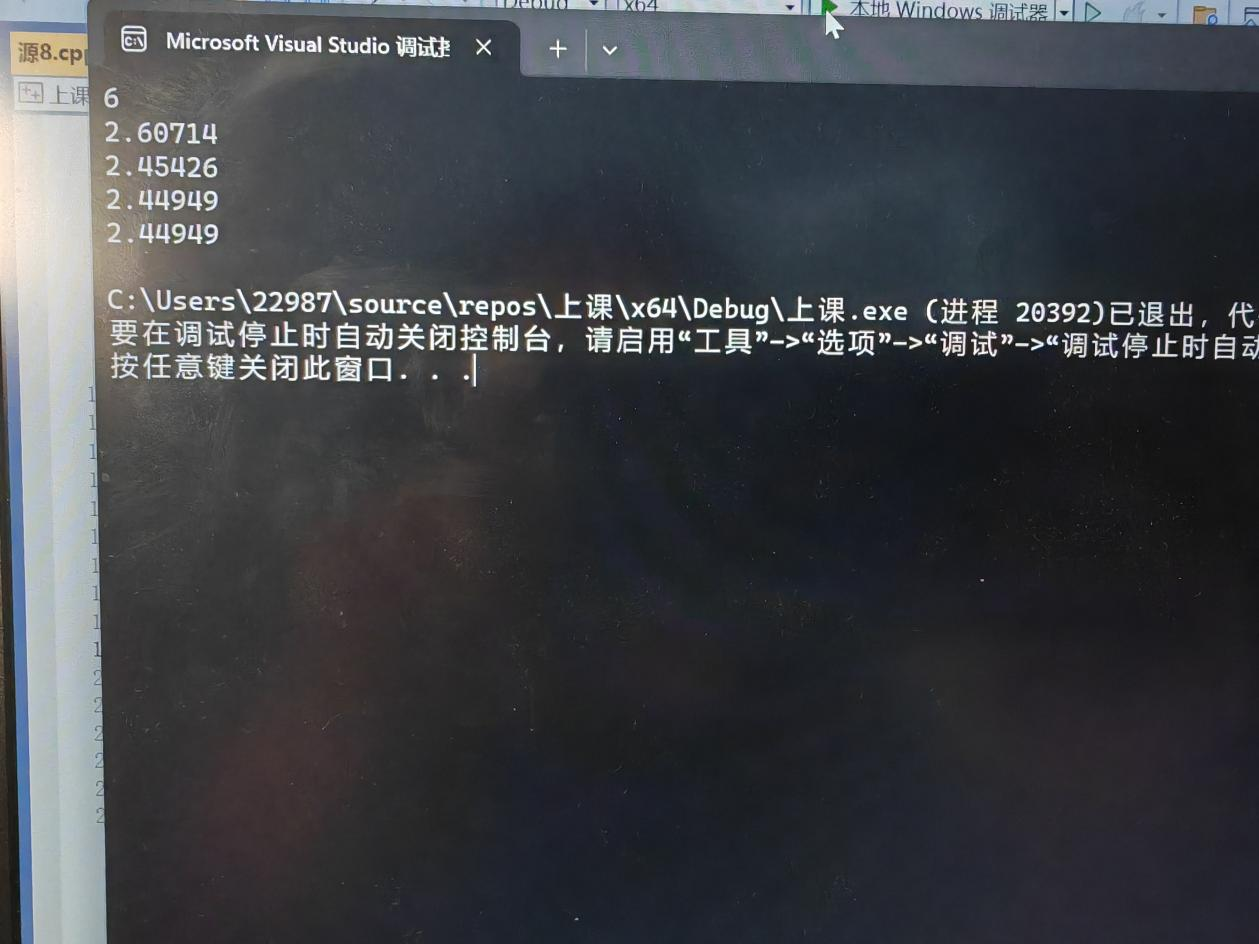 Debug x64 本地 Windows 调试器
源8.cp
Microsoft Visual Studio 调试
上课
6
2.60714
2.45426
2.44949
2.44949
C:\Users\22987\source\repos\上课\x64\Debug\上课.exe (进程 20392)已退出，代
要在调试停止时自动关闭控制台，请启用“工具”->“选项”->“调试”->“调试停止时自动
按任意键关闭此窗口. . .